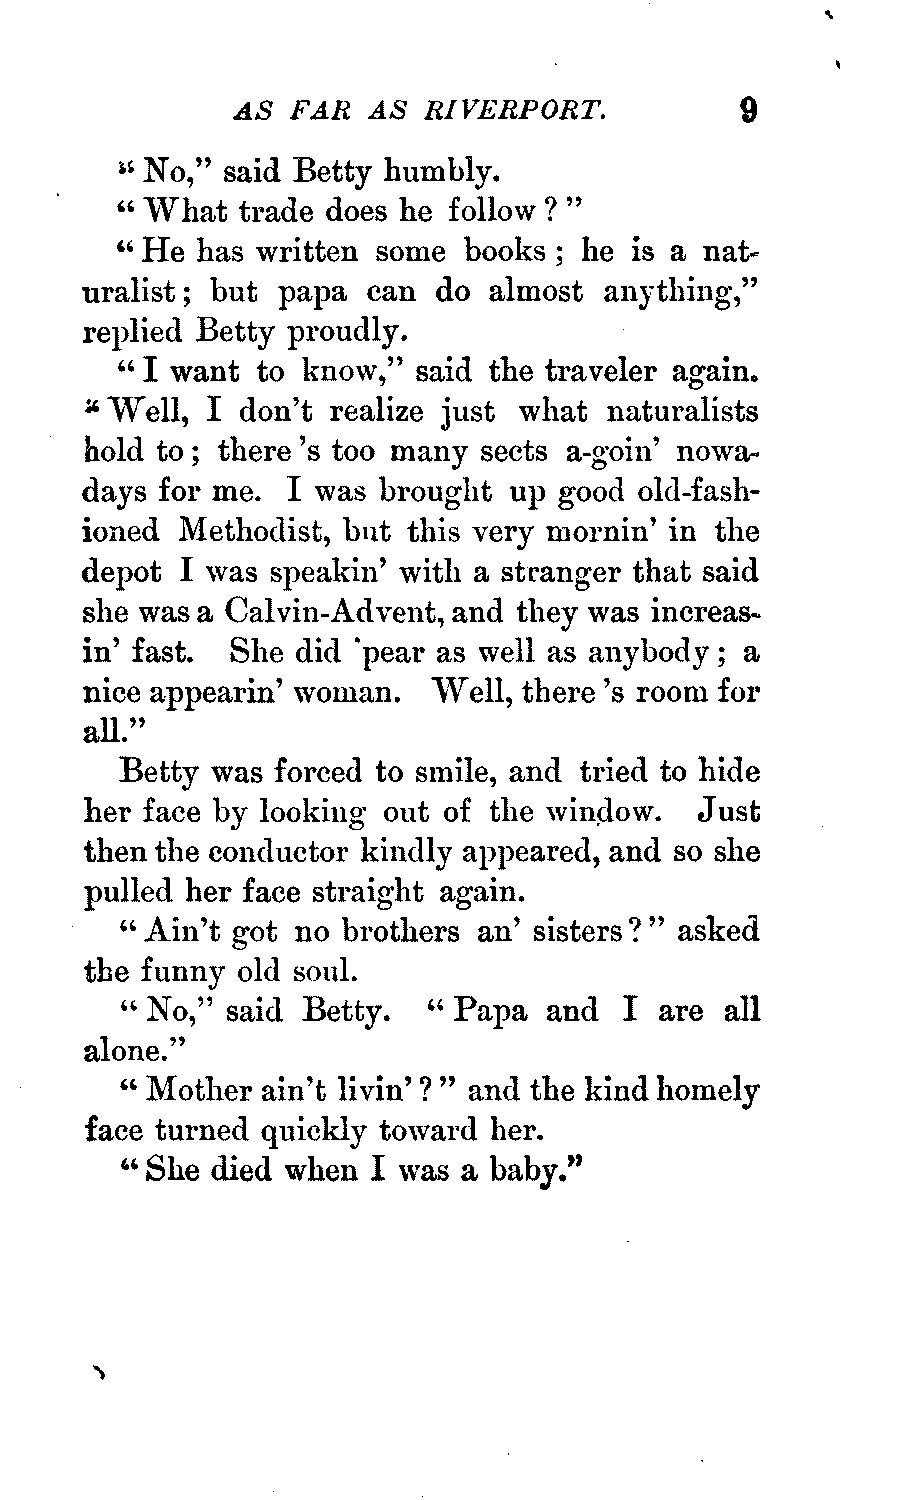 AS FAR AS RIVERPORT. 9
“ No,” said Betty humbly.
“ What trade does he follow ? ”
“ He has written some books ; he is a nat-
uralist ; but papa can do almost anything,”
replied Betty proudly.
“ I want to know,” said the traveler again.
“ Well, I don’t realize just what naturalists
hold to ; there ’s too many sects a-goin’ nowa-
days for me. I was brought up good old-fash-
ioned Methodist, but this very mornin’ in the
depot I was speakin’ with a stranger that said
she was a Calvin-Advent, and they was increas-
in’ fast. She did ’pear as well as anybody ; a
nice appearin’ woman. Well, there ’s room for
all.”
Betty was forced to smile, and tried to hide
her face by looking out of the window. Just
then the conductor kindly appeared, and so she
pulled her face straight again.
“ Ain’t got no brothers an’ sisters ? ” asked
the funny old soul.
“ No,” said Betty. “ Papa and I are all
alone.”
“ Mother ain’t livin’ ? ” and the kind homely
face turned quickly toward her.
“ She died when I was a baby.”